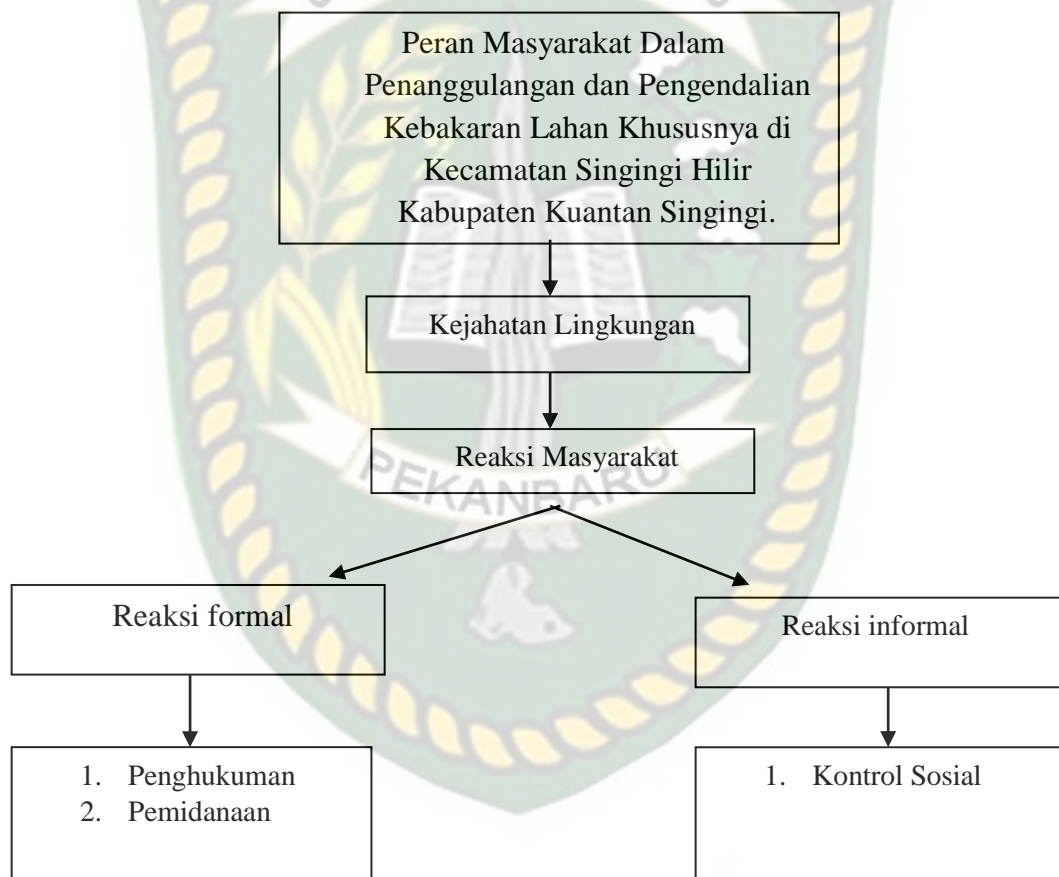 Peran Masyarakat Dalam
Penanggulangan dan Pengendalian
Kebakaran Lahan Khususnya di
Kecamatan Singingi Hilir
Kabupaten Kuantan Singingi.
Kejahatan Lingkungan
Reaksi Masyarakat
PEKANBARU
Reaksi formal
Reaksi informal
1. Penghukuman
2. Pemidanaan
1. Kontrol Sosial